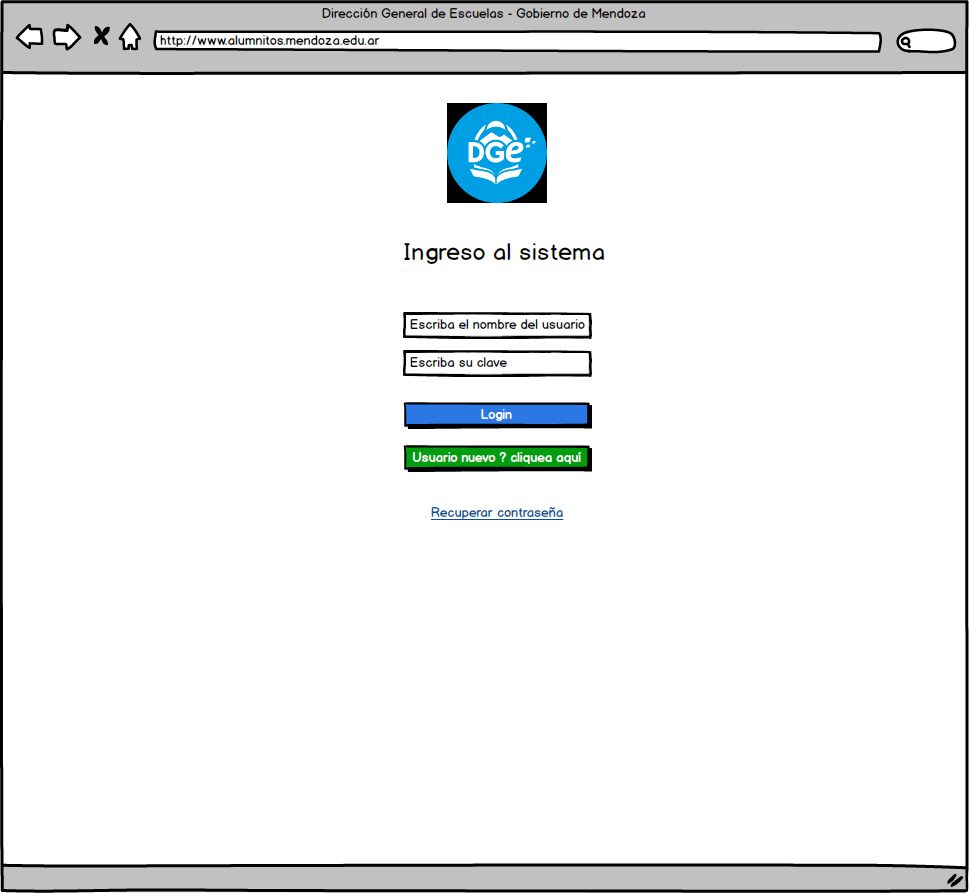 Dirección General de Escuelas - Gobierno de Mendoza
http://www.alumnitos.mendoza.edu.ar
DGe
Ingreso al sistema
Escriba el nombre del usuario
Escriba su clave
Login
Usuario nuevo ? cliquea aquí
Recuperar contraseña